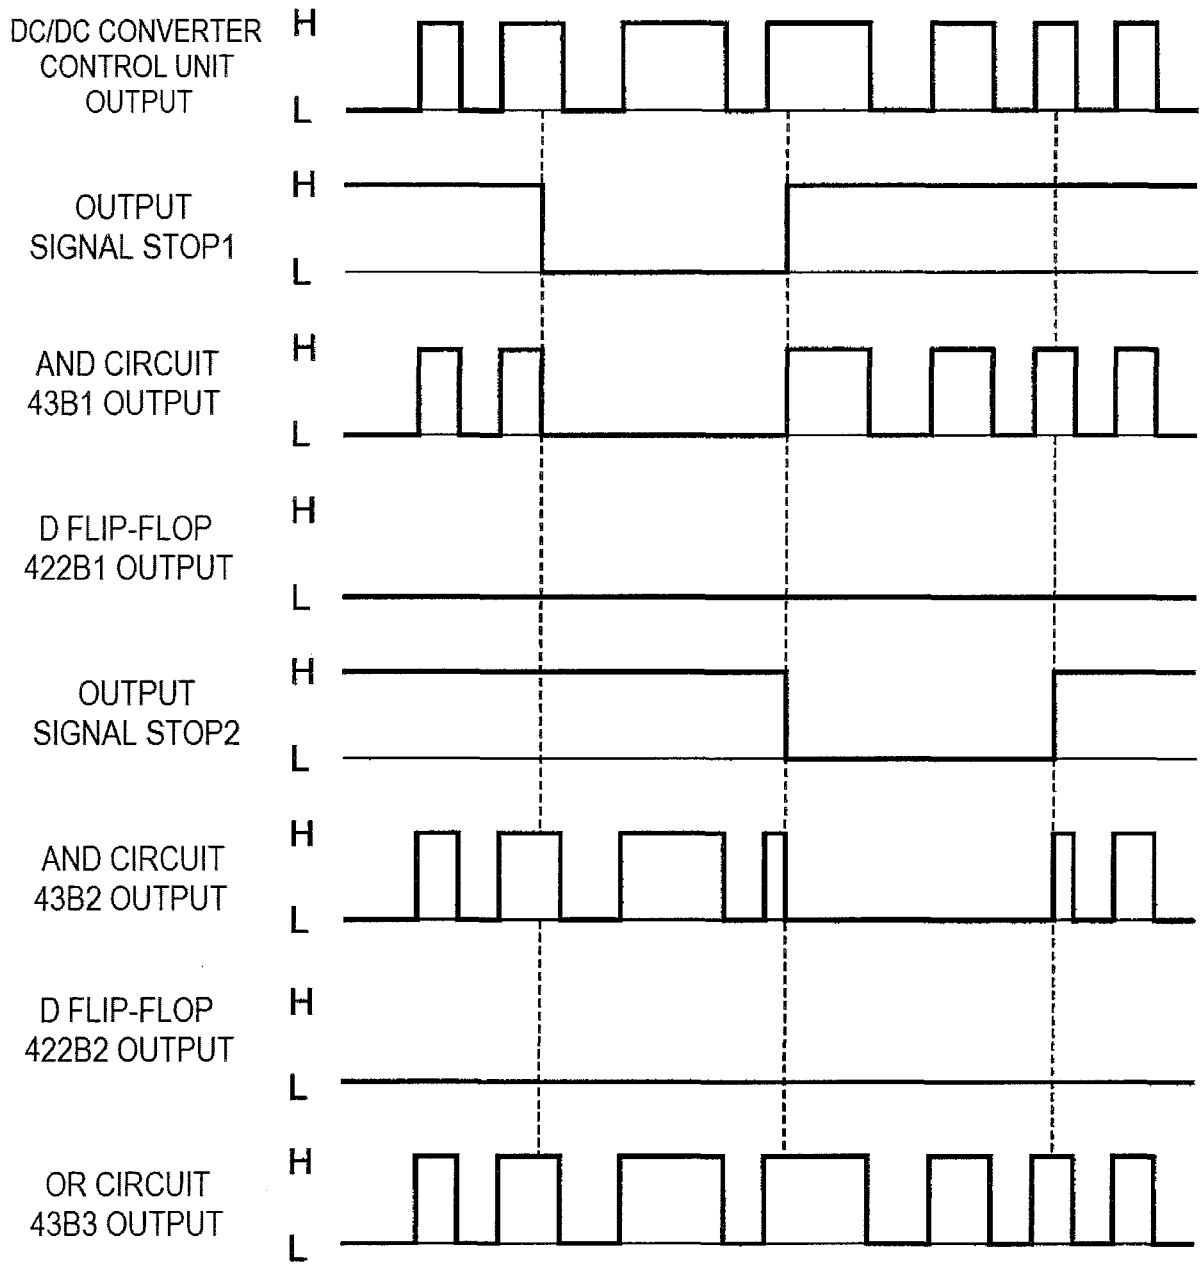 DC/DC CONVERTER
CONTROL UNIT
OUTPUT
H
L
OUTPUT
SIGNAL STOP1
H
L
AND CIRCUIT
43B1 OUTPUT
H
L
D FLIP-FLOP
422B1 OUTPUT
H
L
OUTPUT
SIGNAL STOP2
H
L
AND CIRCUIT
43B2 OUTPUT
H
L
D FLIP-FLOP
422B2 OUTPUT
H
L
OR CIRCUIT
43B3 OUTPUT
H
L